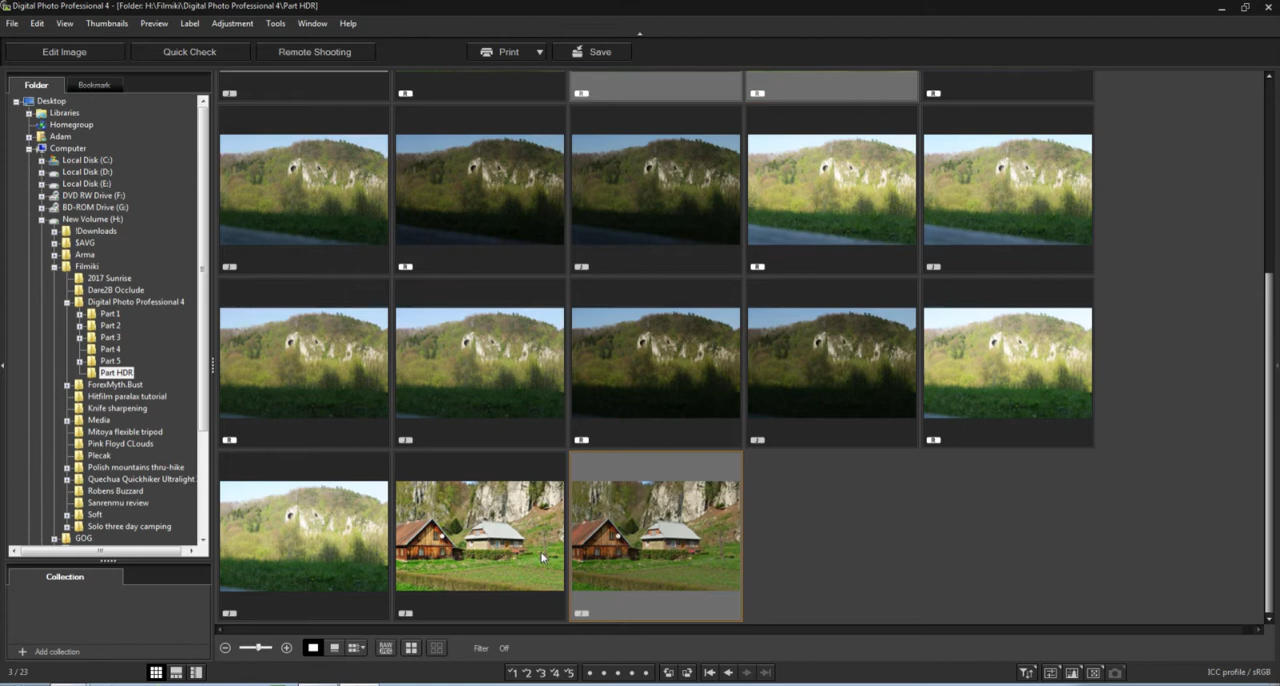 Digital Photo Professional 4 - [Folder: H:\Filmiki\Digital Photo Professional 4\Part HDR]
File Edit View Thumbnails Preview Label Adjustment Tools Window Help
Edit Image Quick Check Remote Shooting Print Save
Folder Bookmark
Desktop
Libraries
Homegroup
Adam
Computer
Local Disk (C:)
Local Disk (D:)
Local Disk (E:)
DVD RW Drive (F:)
BD-ROM Drive (G:)
New Volume (H:)
!Downloads
$AVG
Arma
Filmiki
2017 Sunrise
Dare2B Occlude
Digital Photo Professional 4
Part 1
Part 2
Part 3
Part 4
Part 5
Part HDR
ForexMyth.Bust
Hitfilm paralax tutorial
Knife sharpening
Media
Mitoya flexible tripod
Pink Floyd CLouds
Plecak
Polish mountains thru-hike
Quechua Quickhiker Ultralight
Robens Buzzard
Sanrenmu review
Soft
Solo three day camping
GOG
Collection
Add collection
RAW
Filter Off
3 / 23
1 2 3 4 5
ICC profile / sRGB